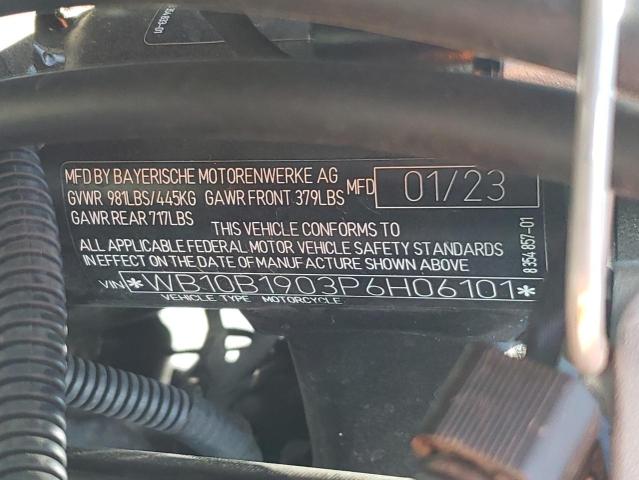 MFD BY BAYERISCHE MOTORENWERKE AG
GVWR 981LBS/445KG GAWR FRONT 379LBS MFD 01/23
GAWR REAR 717LBS
THIS VEHICLE CONFORMS TO
ALL APPLICABLE FEDERAL MOTOR VEHICLE SAFETY STANDARDS
IN EFFECT ON THE DATE OF MANUFACTURE SHOWN ABOVE
VIN *WB10B1903P6H06101*
VEHICLE TYPE MOTORCYCLE
8 354 857-01